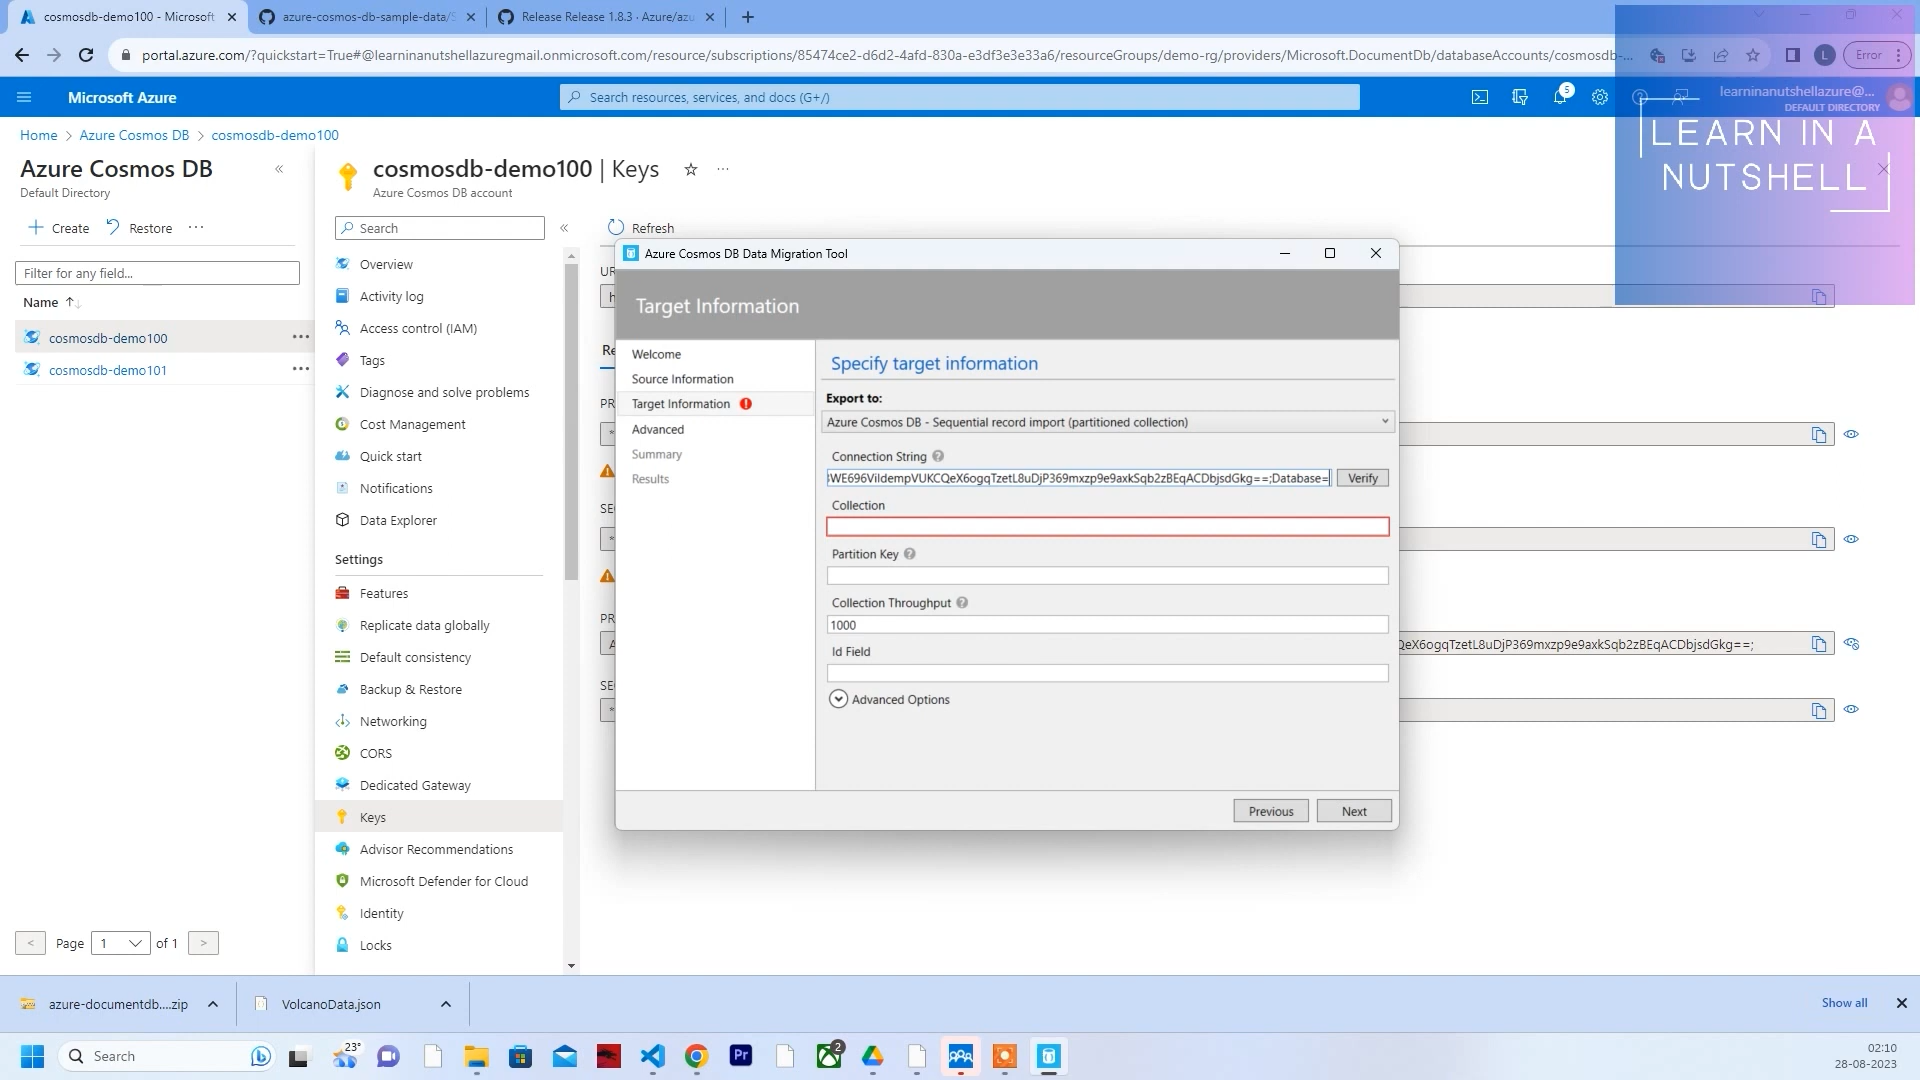 cosmosdb-demo100 - Microsoft
azure-cosmos-db-sample-data/S
Release Release 1.8.3 · Azure/azu
portal.azure.com/?quickstart=True#@learninanutshellazuregmail.onmicrosoft.com/resource/subscriptions/85474ce2-d6d2-4afd-830a-e3df3e3e33a6/resourceGroups/demo-rg/providers/Microsoft.DocumentDb/databaseAccounts/cosmosdb-...
L
Error
Microsoft Azure
Search resources, services, and docs (G+/)
5
learninanutshellazure@...
DEFAULT DIRECTORY
LEARN IN A
NUTSHELL
Home > Azure Cosmos DB > cosmosdb-demo100
Azure Cosmos DB
Default Directory
Create
Restore
Filter for any field...
Name
cosmosdb-demo100
cosmosdb-demo101
Page 1 of 1
cosmosdb-demo100 | Keys
Azure Cosmos DB account
Search
Overview
Activity log
Access control (IAM)
Tags
Diagnose and solve problems
Cost Management
Quick start
Notifications
Data Explorer
Settings
Features
Replicate data globally
Default consistency
Backup & Restore
Networking
CORS
Dedicated Gateway
Keys
Advisor Recommendations
Microsoft Defender for Cloud
Identity
Locks
Refresh
QeX6ogqTzetL8uDjP369mxzp9e9axkSqb2zBEqACDbjsdGkg==;
Azure Cosmos DB Data Migration Tool
Target Information
Welcome
Source Information
Target Information
Advanced
Summary
Results
Specify target information
Export to:
Azure Cosmos DB - Sequential record import (partitioned collection)
Connection String
WE696VildempVUKCQeX6ogqTzetL8uDjP369mxzp9e9axkSqb2zBEqACDbjsdGkg==;Database=
Verify
Collection
Partition Key
Collection Throughput
1000
Id Field
Advanced Options
Previous
Next
azure-documentdb....zip
VolcanoData.json
Show all
Search
23°
Pr
2
02:10
28-08-2023